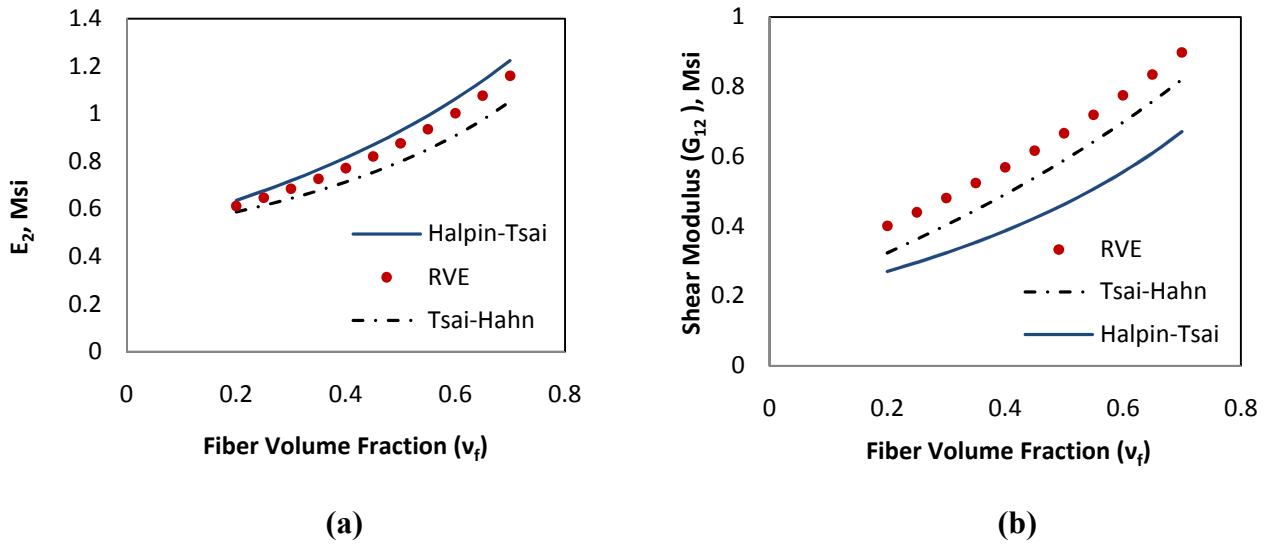 1.4
1.2
1
0.8
0.6
0.4
0.2
0
E₂, Msi
Halpin-Tsai
RVE
Tsai-Hahn
0 0.2 0.4 0.6 0.8
Fiber Volume Fraction (νf)
(a)
1
0.8
0.6
0.4
0.2
0
Shear Modulus (G₁₂ ), Msi
RVE
Tsai-Hahn
Halpin-Tsai
0 0.2 0.4 0.6 0.8
Fiber Volume Fraction (νf)
(b)